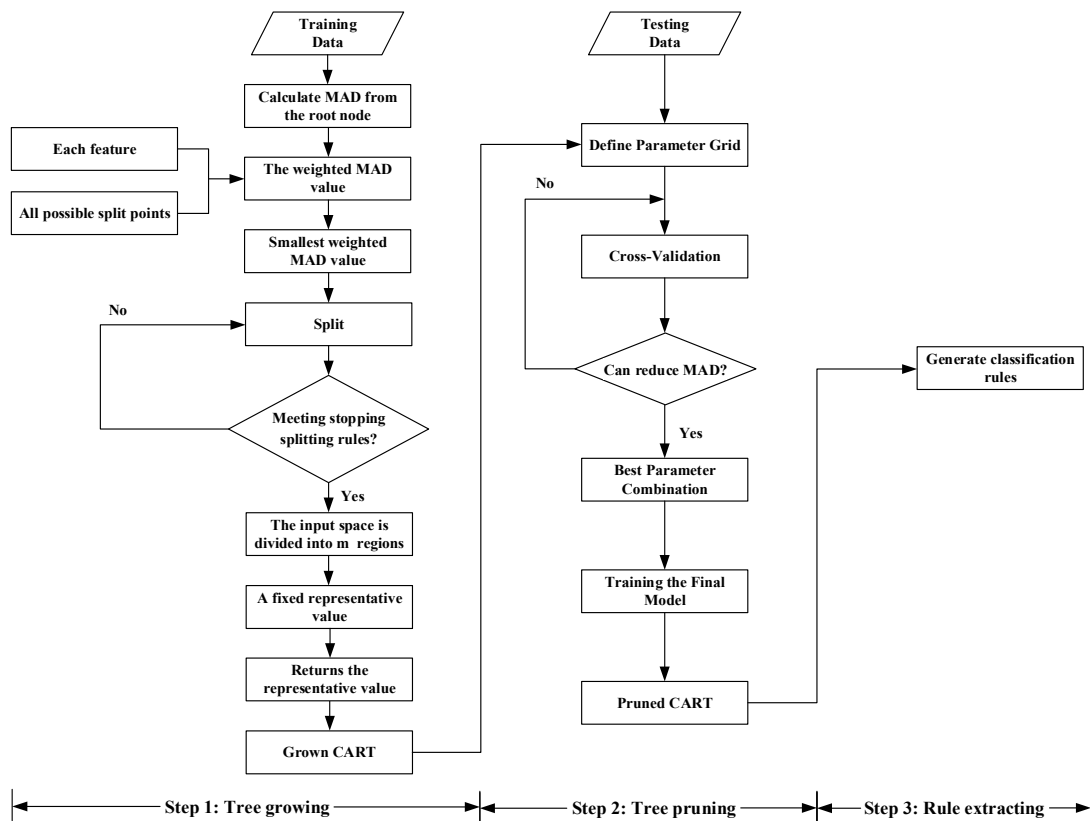 Training
Data
Calculate MAD from
the root node
Each feature
All possible split points
The weighted MAD
value
Smallest weighted
MAD value
No
Split
Meeting stopping
splitting rules?
Yes
The input space is
divided into m regions
A fixed representative
value
Returns the
representative value
Grown CART
Testing
Data
Define Parameter Grid
No
Cross-Validation
Can reduce MAD?
Yes
Best Parameter
Combination
Training the Final
Model
Pruned CART
Generate classification
rules
Step 1: Tree growing
Step 2: Tree pruning
Step 3: Rule extracting